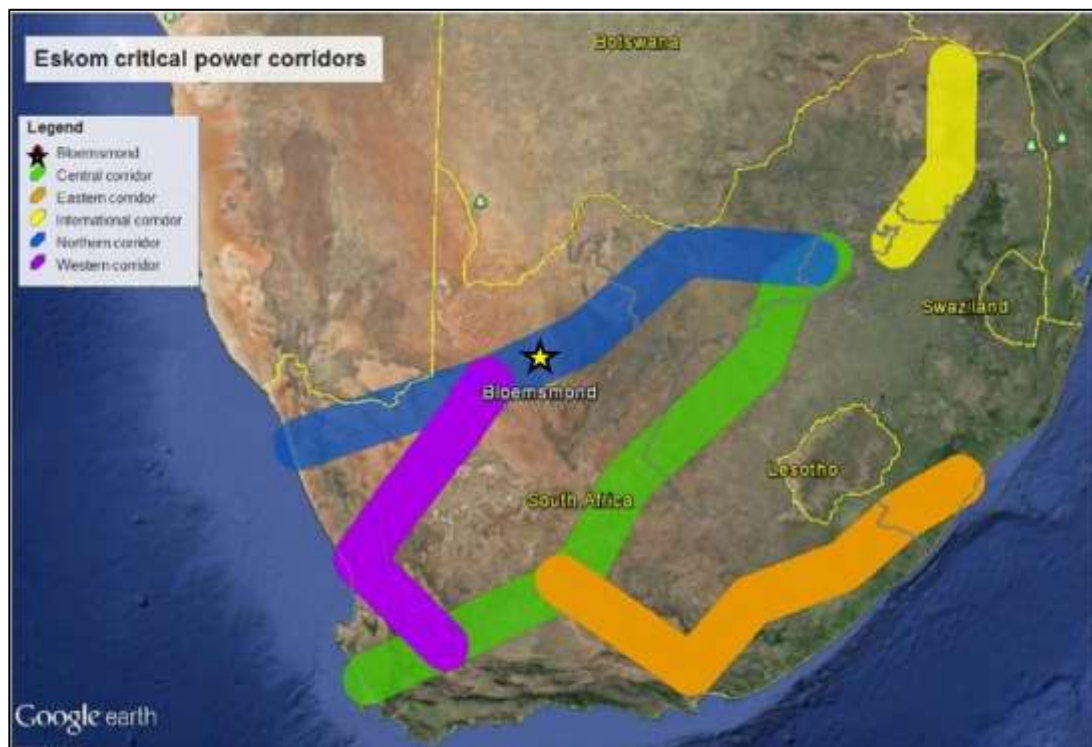 Botswana
Eskom critical power corridors
Legend
Bloemsmond
Central corridor
Eastern corridor
International corridor
Northern corridor
Western corridor
Swaziland
Bloemsmond
Lesotho
South Africa
Google earth